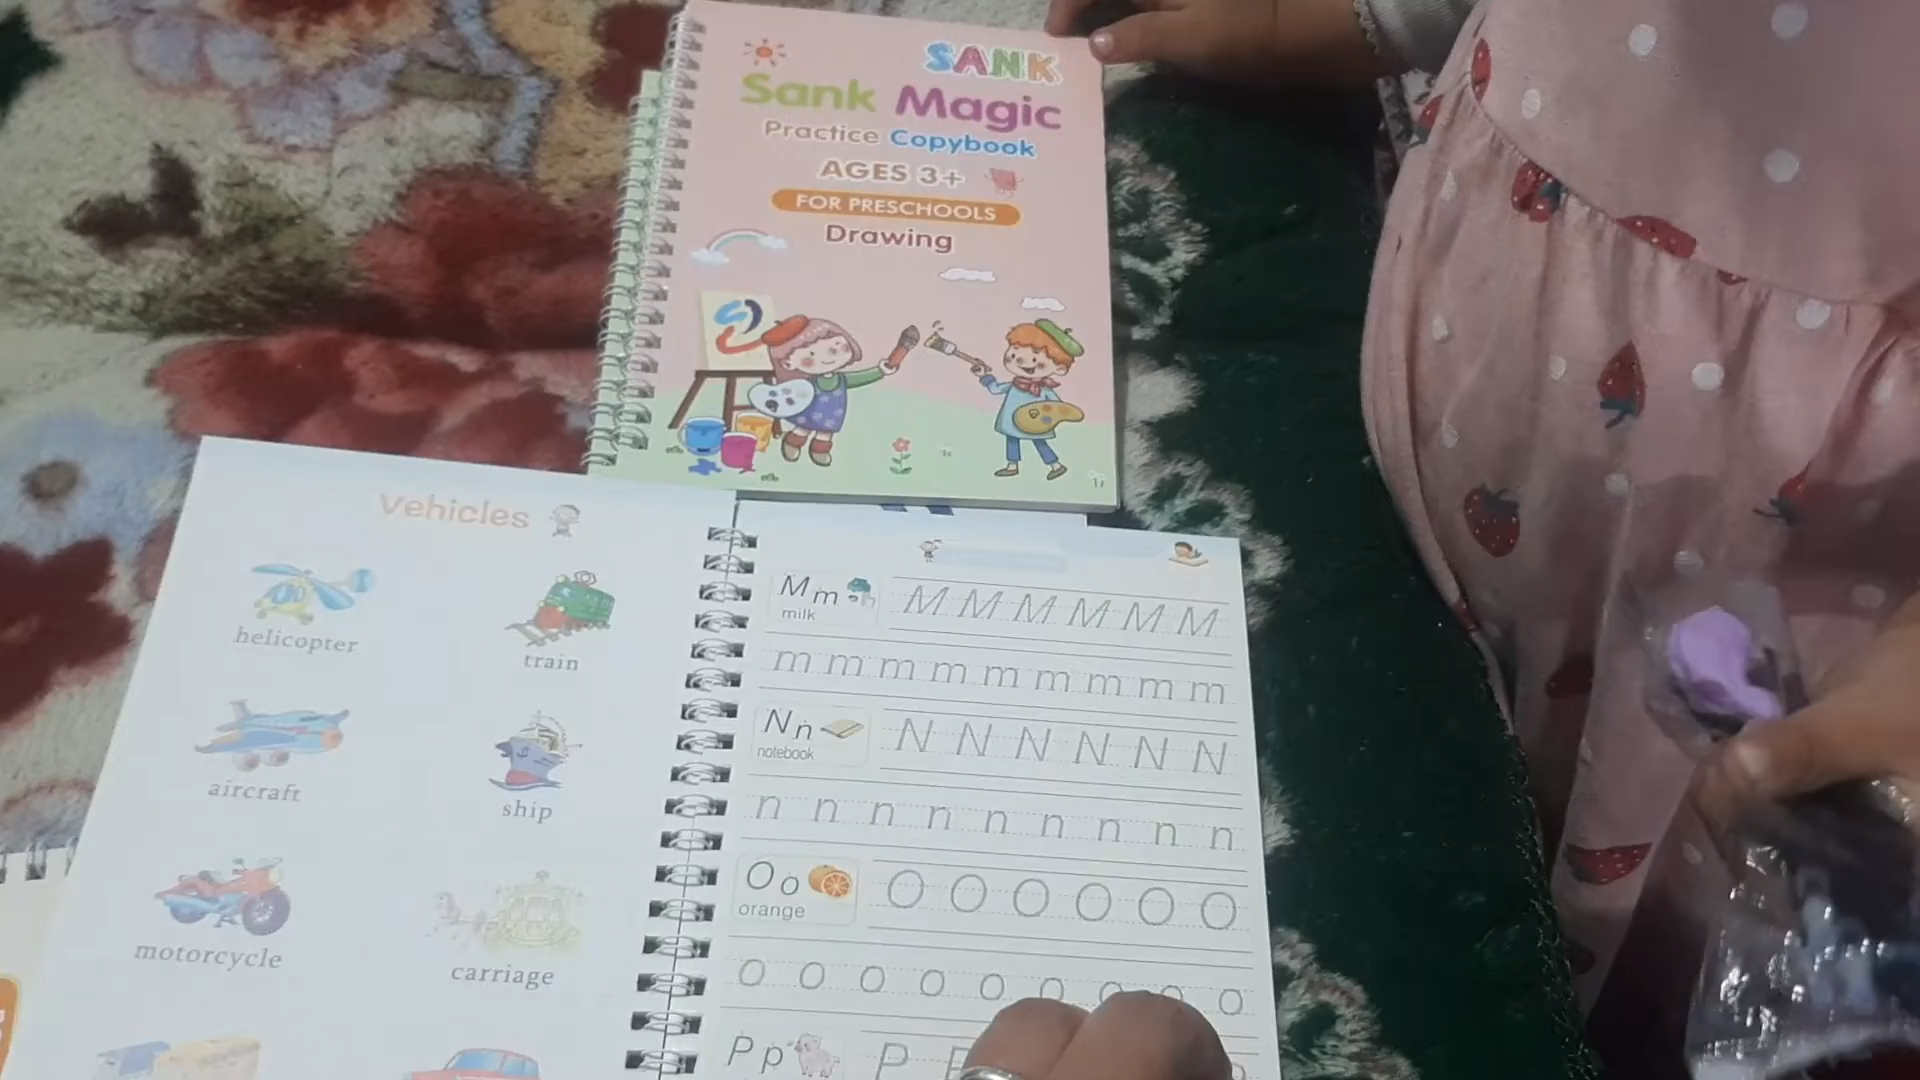 SANK
Sank Magic
Practice Copybook
AGES 3+
FOR PRESCHOOLS
Drawing
Vehicles
helicopter
train
aircraft
ship
motorcycle
carriage
Mm
milk
M M M M M M
m m m m m m m m m
Nn
notebook
N N N N N N
n n n n n n n n n
Oo
orange
O O O O O O
o o o o o o o o o
Pp
P